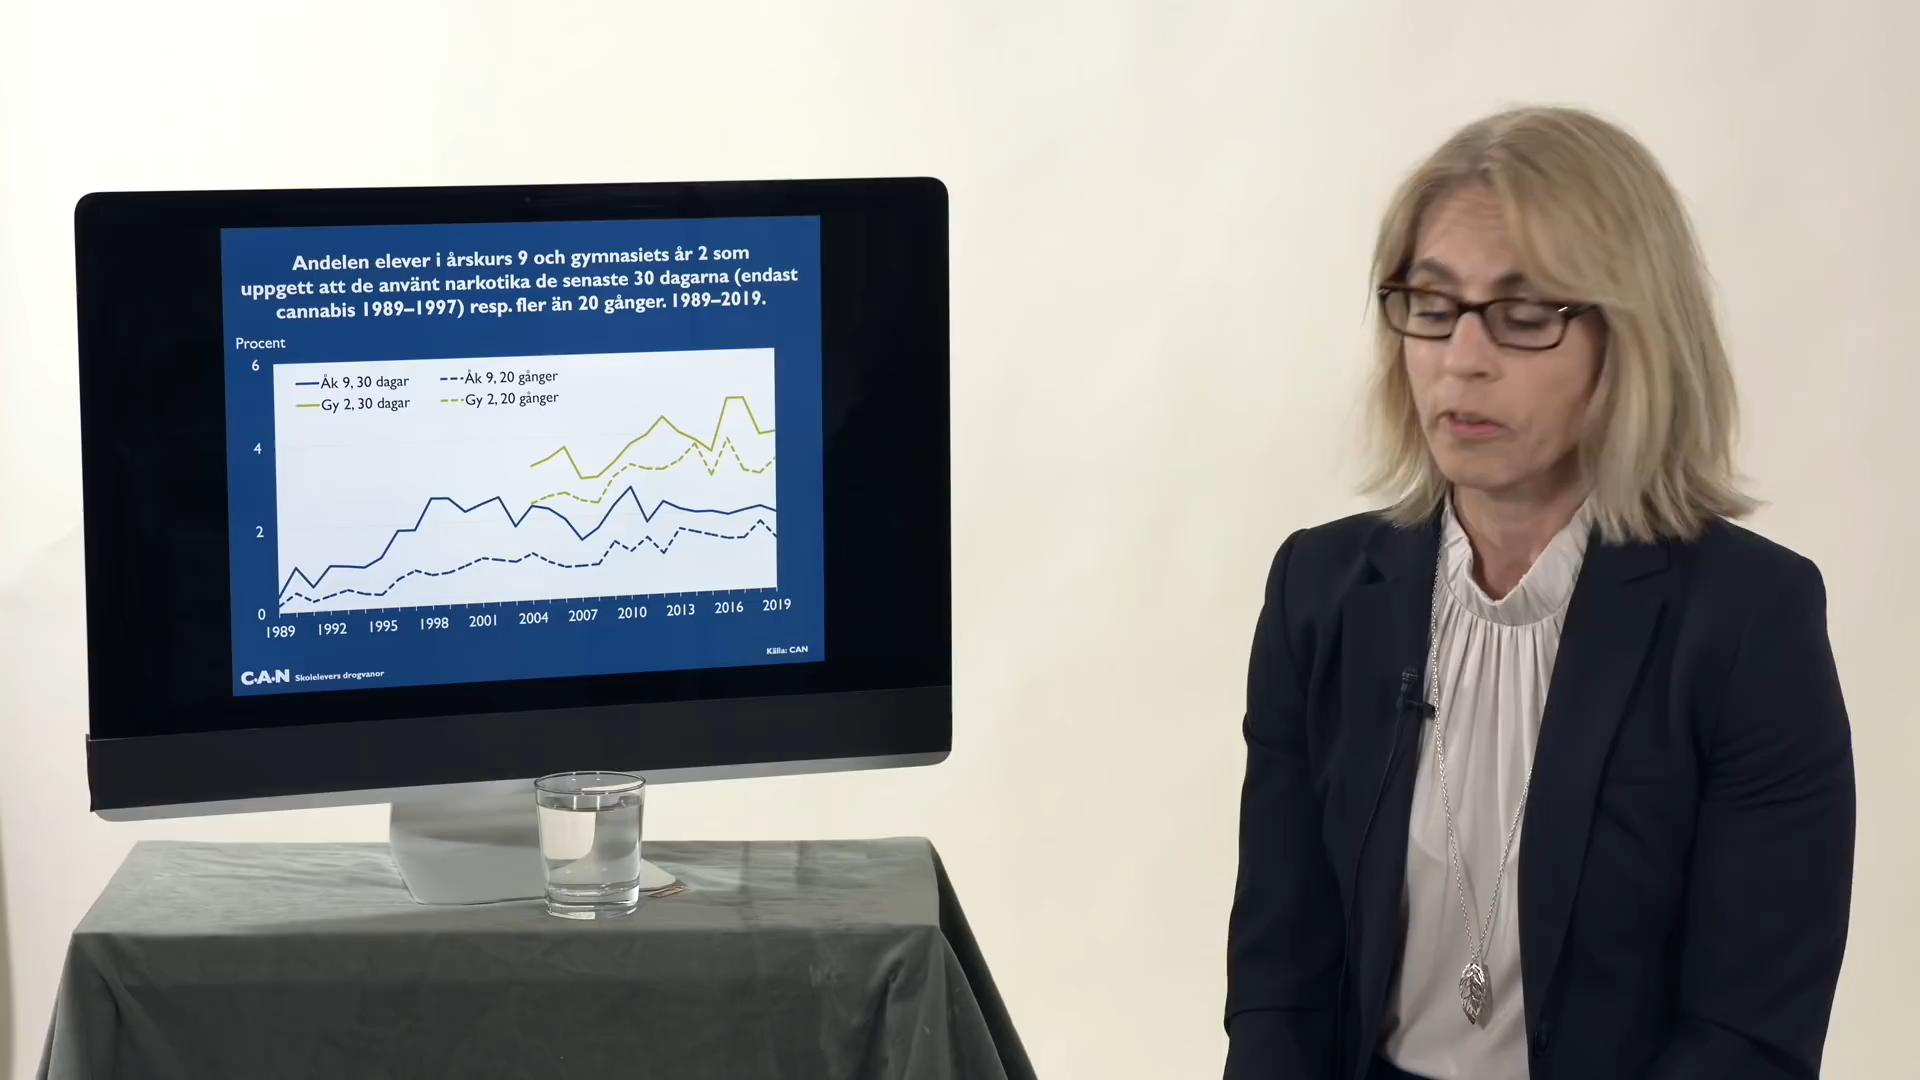 Andelen elever i årskurs 9 och gymnasiets år 2 som
uppgett att de använt narkotika de senaste 30 dagarna (endast
cannabis 1989–1997) resp. fler än 20 gånger. 1989–2019.
Procent
6
4
2
0
Åk 9, 30 dagar
Åk 9, 20 gånger
Gy 2, 30 dagar
Gy 2, 20 gånger
1989 1992 1995 1998 2001 2004 2007 2010 2013 2016 2019
Källa: CAN
C.A.N Skolelevers drogvanor